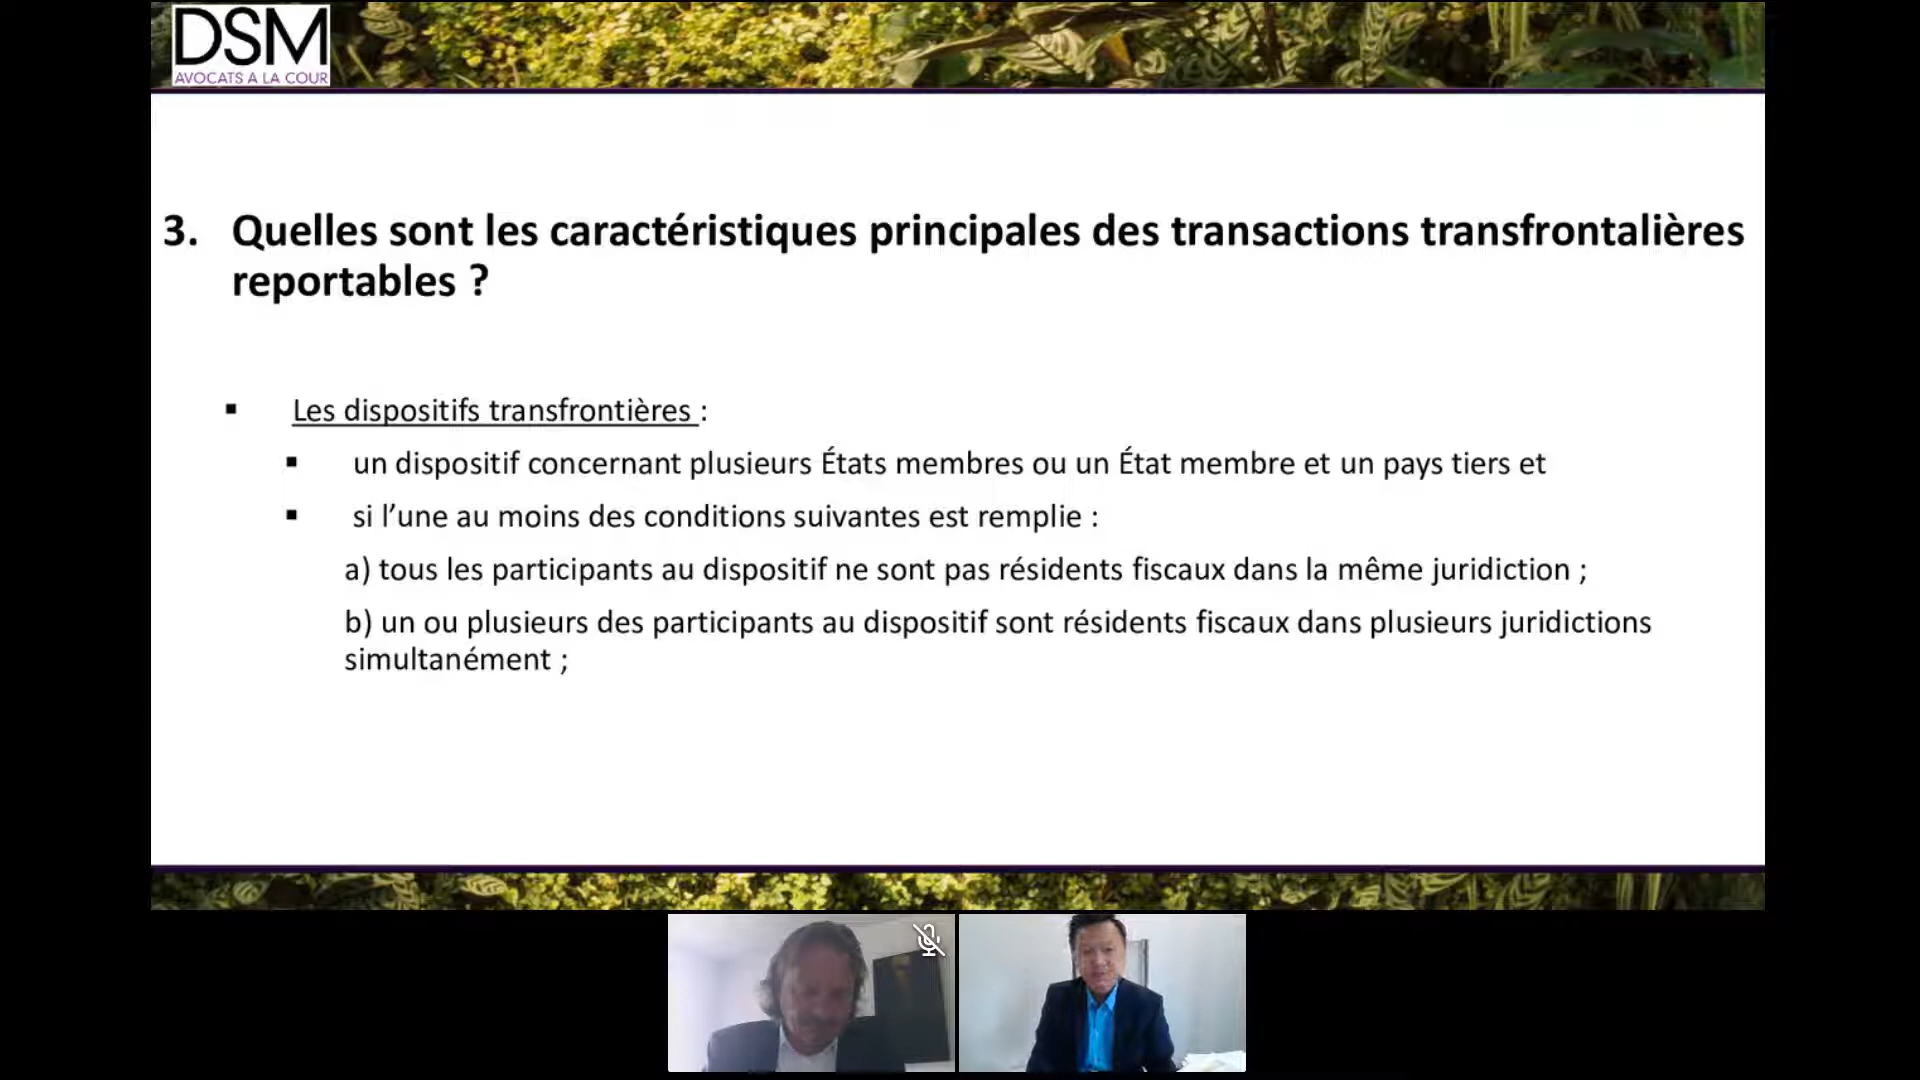 DSM
AVOCATS A LA COUR
3. Quelles sont les caractéristiques principales des transactions transfrontalières
reportables ?
▪ Les dispositifs transfrontières :
▪ un dispositif concernant plusieurs États membres ou un État membre et un pays tiers et
▪ si l’une au moins des conditions suivantes est remplie :
a) tous les participants au dispositif ne sont pas résidents fiscaux dans la même juridiction ;
b) un ou plusieurs des participants au dispositif sont résidents fiscaux dans plusieurs juridictions
simultanément ;